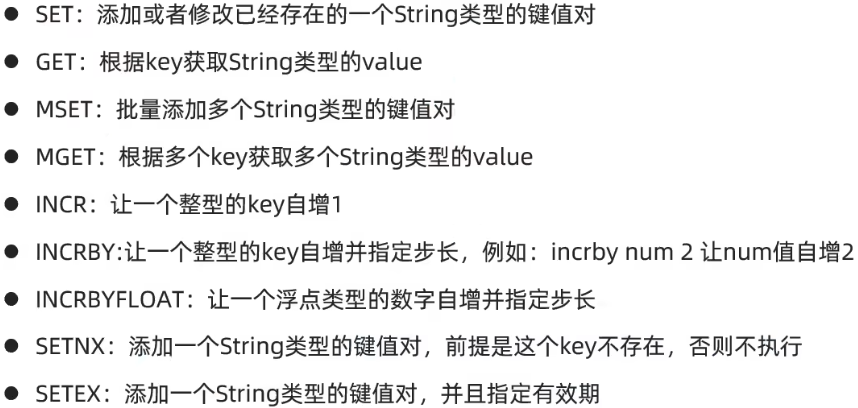 ● SET：添加或者修改已经存在的一个String类型的键值对
● GET：根据key获取String类型的value
● MSET：批量添加多个String类型的键值对
● MGET：根据多个key获取多个String类型的value
● INCR：让一个整型的key自增1
● INCRBY:让一个整型的key自增并指定步长，例如：incrby num 2 让num值自增2
● INCRBYFLOAT：让一个浮点类型的数字自增并指定步长
● SETNX：添加一个String类型的键值对，前提是这个key不存在，否则不执行
● SETEX：添加一个String类型的键值对，并且指定有效期